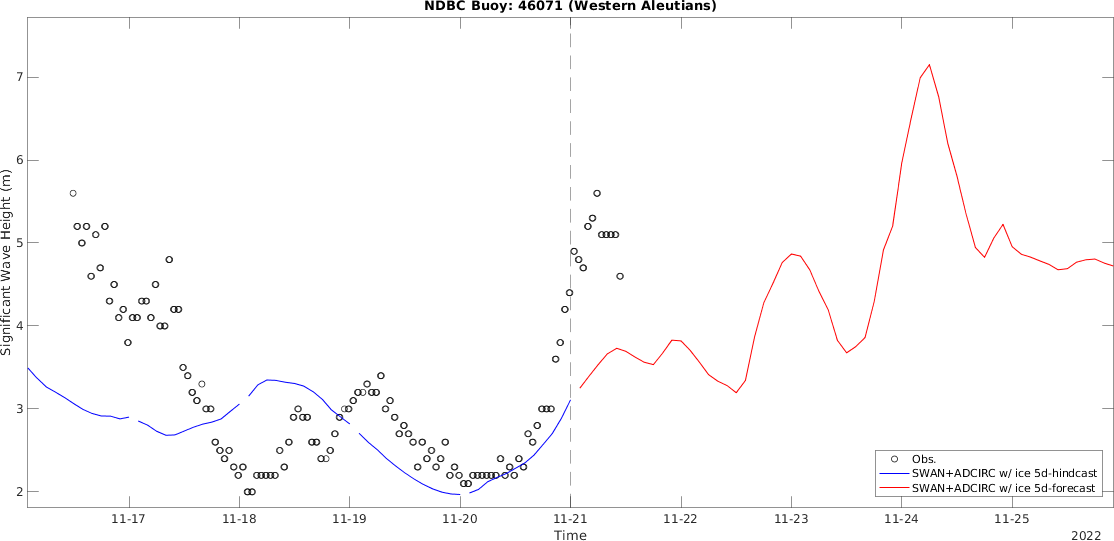 NDBC Buoy: 46071 (Western Aleutians)
Significant Wave Height (m)
7
6
5
4
3
2
Obs.
SWAN+ADCIRC w/ ice 5d-hindcast
SWAN+ADCIRC w/ ice 5d-forecast
11-17 11-18 11-19 11-20 11-21 11-22 11-23 11-24 11-25
Time
2022